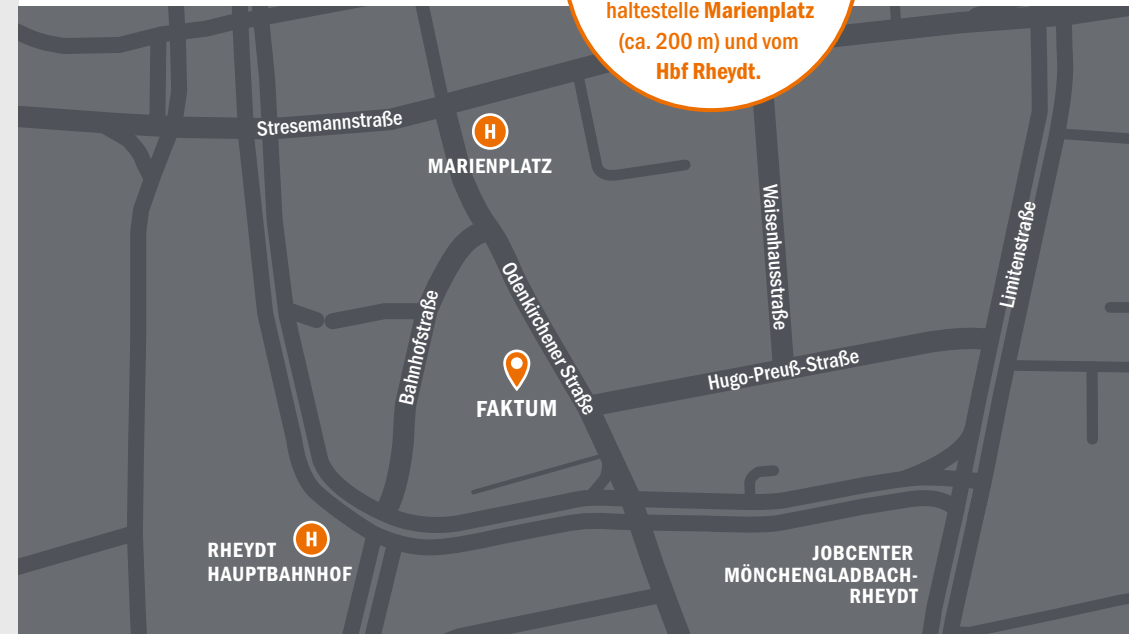 haltestelle Marienplatz
(ca. 200 m) und vom
Hbf Rheydt.
Stresemannstraße
H
MARIENPLATZ
Waisenhausstraße
Limitenstraße
Odenkirchener Straße
Bahnhofstraße
Hugo-Preuß-Straße
FAKTUM
H
RHEYDT
HAUPTBAHNHOF
JOBCENTER
MÖNCHENGLADBACH-
RHEYDT